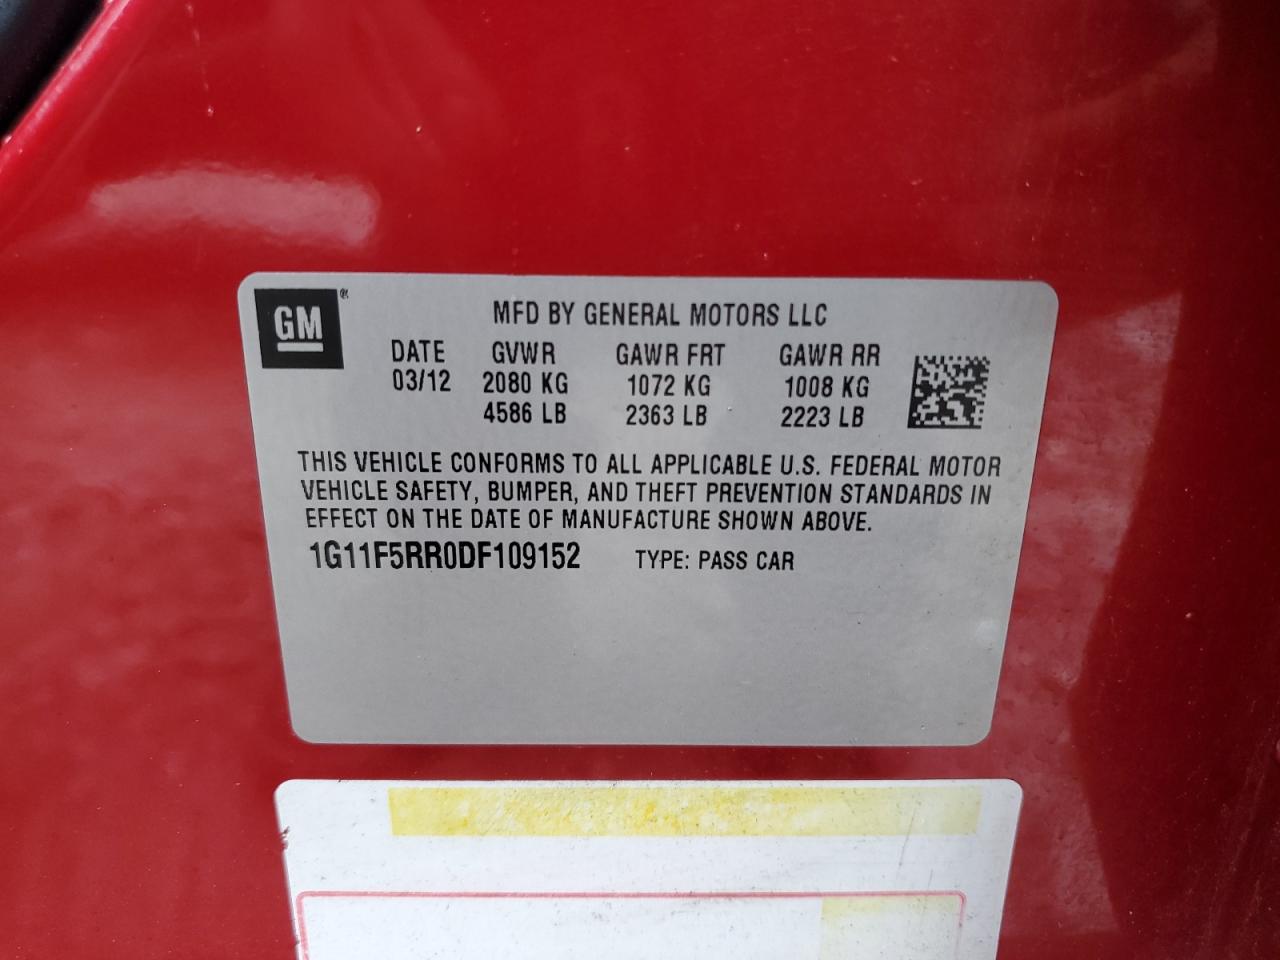 GM®
MFD BY GENERAL MOTORS LLC
DATE GVWR GAWR FRT GAWR RR
03/12 2080 KG 1072 KG 1008 KG
4586 LB 2363 LB 2223 LB
THIS VEHICLE CONFORMS TO ALL APPLICABLE U.S. FEDERAL MOTOR
VEHICLE SAFETY, BUMPER, AND THEFT PREVENTION STANDARDS IN
EFFECT ON THE DATE OF MANUFACTURE SHOWN ABOVE.
1G11F5RR0DF109152 TYPE: PASS CAR